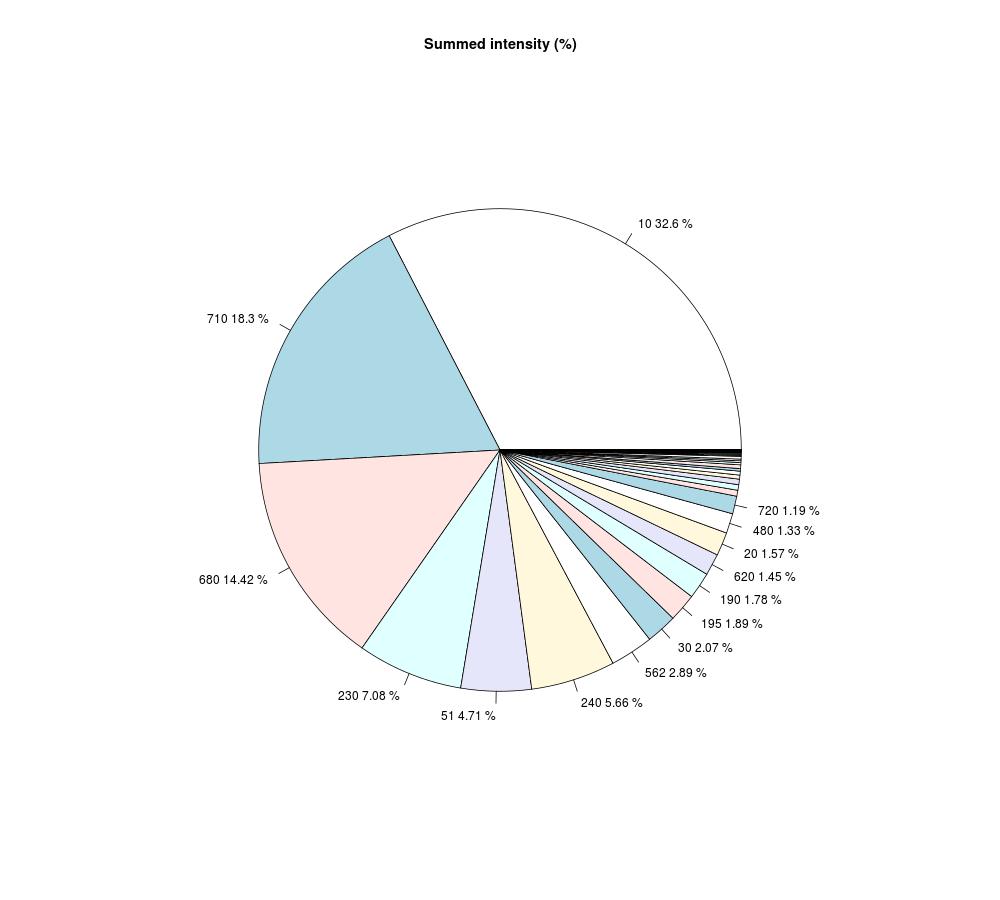 Summed intensity (%)
10 32.6 %
710 18.3 %
680 14.42 %
230 7.08 %
51 4.71 %
240 5.66 %
562 2.89 %
30 2.07 %
195 1.89 %
190 1.78 %
620 1.45 %
20 1.57 %
480 1.33 %
720 1.19 %